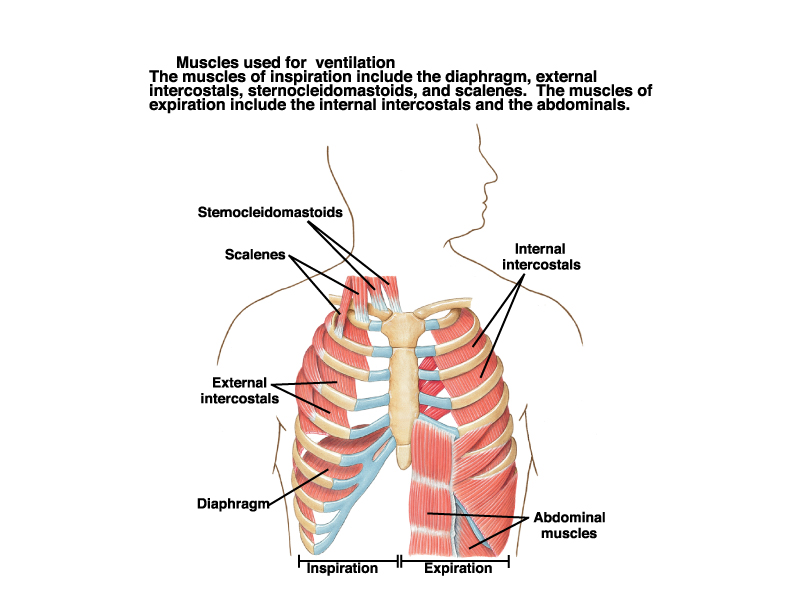 Muscles used for ventilation
The muscles of inspiration include the diaphragm, external
intercostals, sternocleidomastoids, and scalenes. The muscles of
expiration include the internal intercostals and the abdominals.
Sternocleidomastoids
Scalenes
Internal
intercostals
External
intercostals
Diaphragm
Abdominal
muscles
Inspiration
Expiration